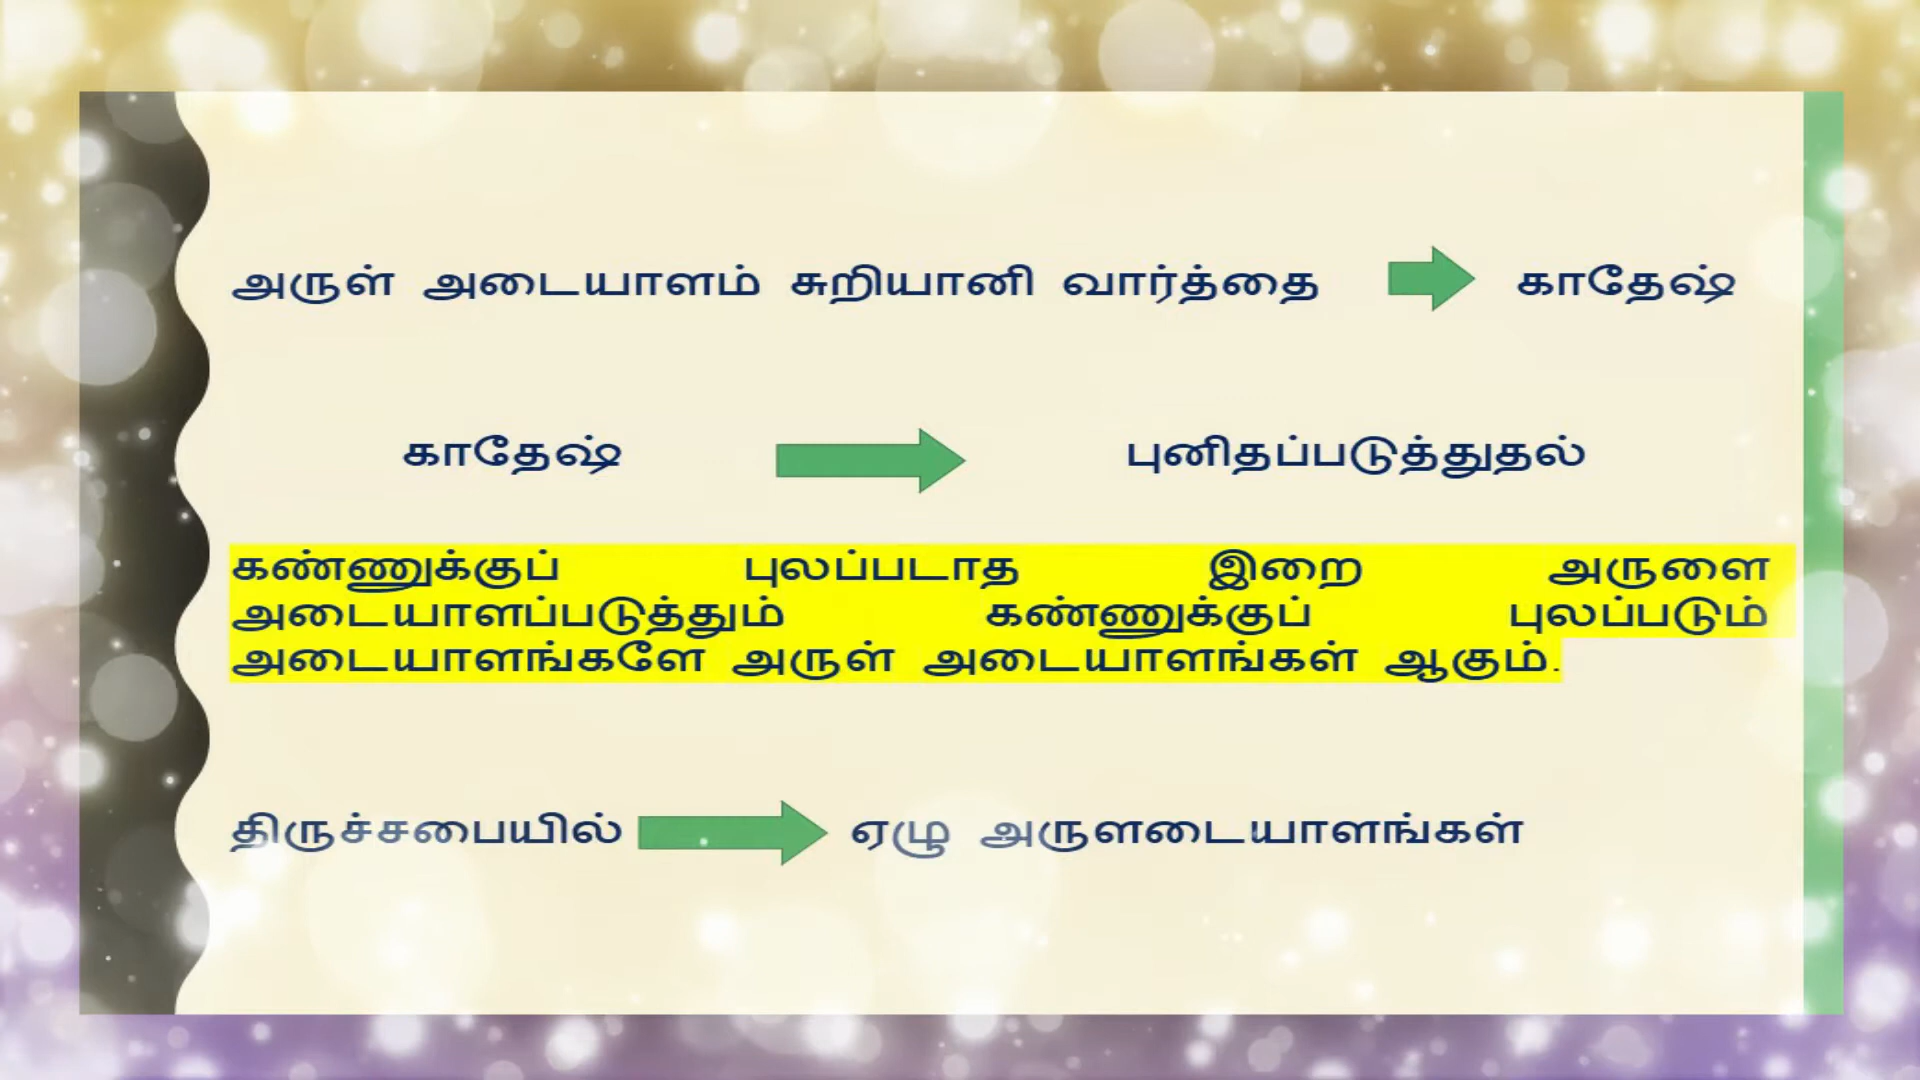 அருள் அடையாளம் சுறியானி வார்த்தை காதேஷ்
காதேஷ் புனிதப்படுத்துதல்
கண்ணுக்குப் புலப்படாத இறை அருளை
அடையாளப்படுத்தும் கண்ணுக்குப் புலப்படும்
அடையாளங்களே அருள் அடையாளங்கள் ஆகும்.
திருச்சபையில் ஏழு அருளடையாளங்கள்